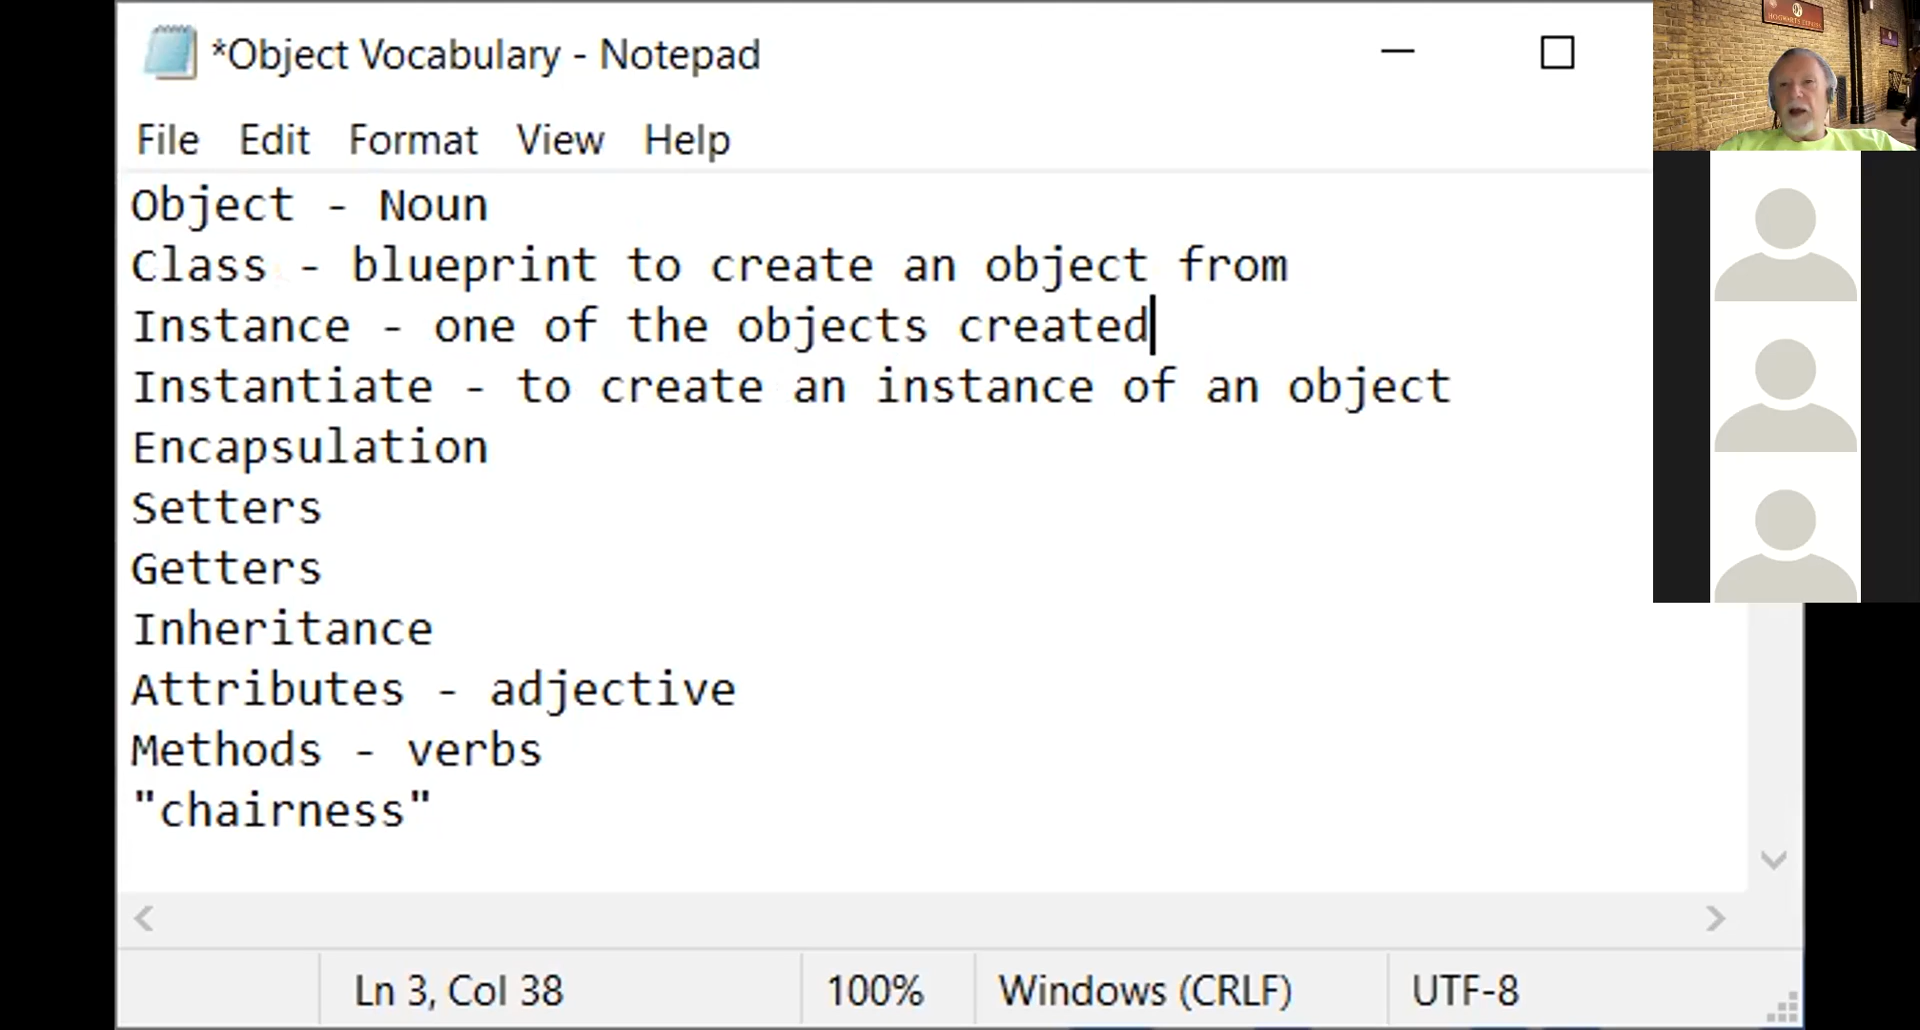 *Object Vocabulary - Notepad
File Edit Format View Help
Object - Noun
Class - blueprint to create an object from
Instance - one of the objects created
Instantiate - to create an instance of an object
Encapsulation
Setters
Getters
Inheritance
Attributes - adjective
Methods - verbs
"chairness"
Ln 3, Col 38 100% Windows (CRLF) UTF-8
HOGWARTS EXPRESS